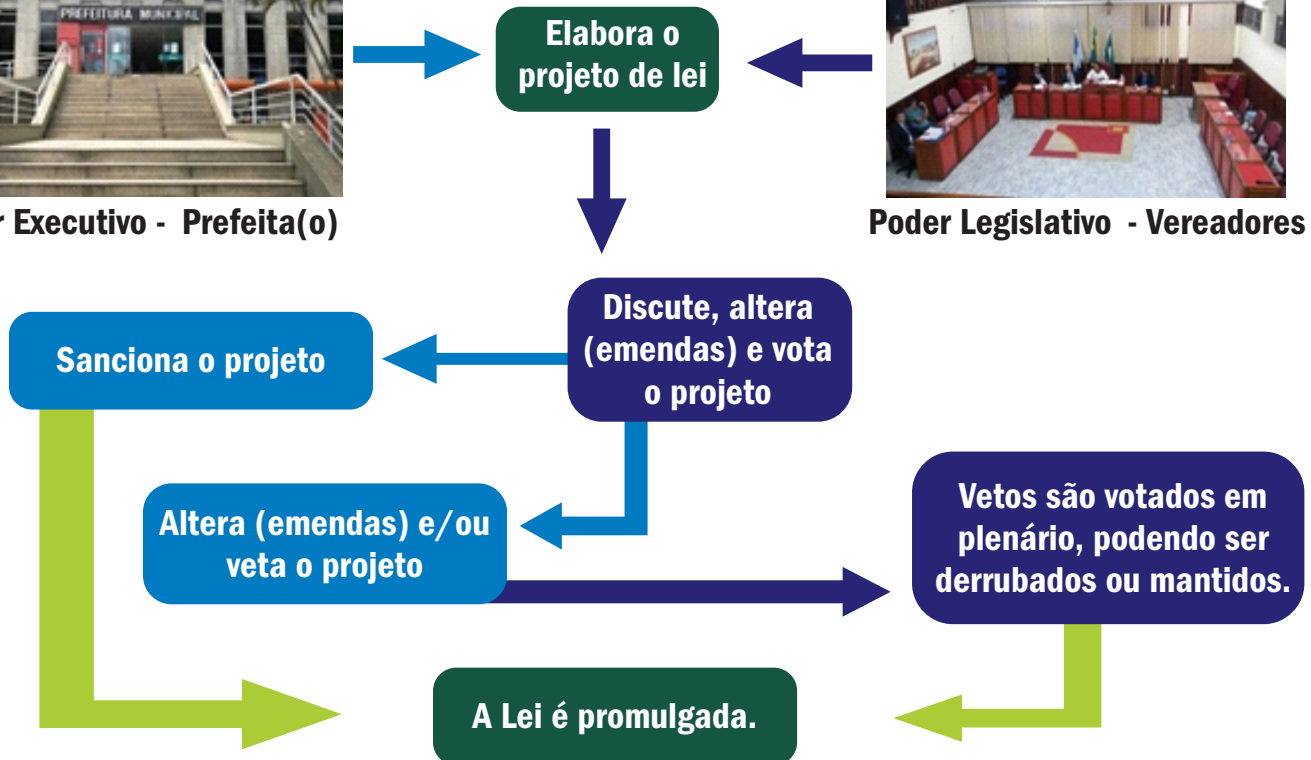 PREFEITURA MUNICIPAL
Elabora o
projeto de lei
Executivo - Prefeita(o)
Poder Legislativo - Vereadores
Discute, altera
(emendas) e vota
o projeto
Sanciona o projeto
Altera (emendas) e/ou
veta o projeto
Vetos são votados em
plenário, podendo ser
derrubados ou mantidos.
A Lei é promulgada.